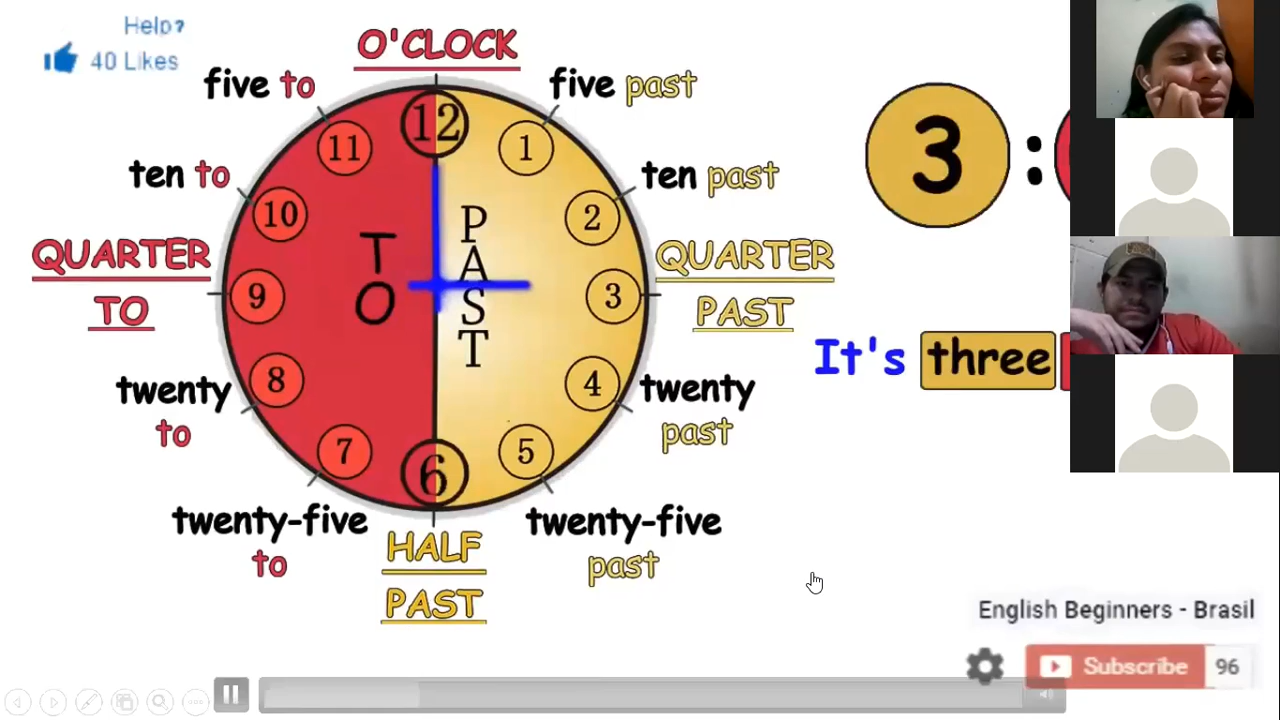 Help?
40 Likes
O'CLOCK
five to
five past
ten to
ten past
QUARTER
TO
QUARTER
PAST
twenty
to
twenty
past
twenty-five
to
twenty-five
past
HALF
PAST
12
1
2
3
4
5
6
7
8
9
10
11
TO
PAST
3:
It's three
English Beginners - Brasil
Subscribe 96